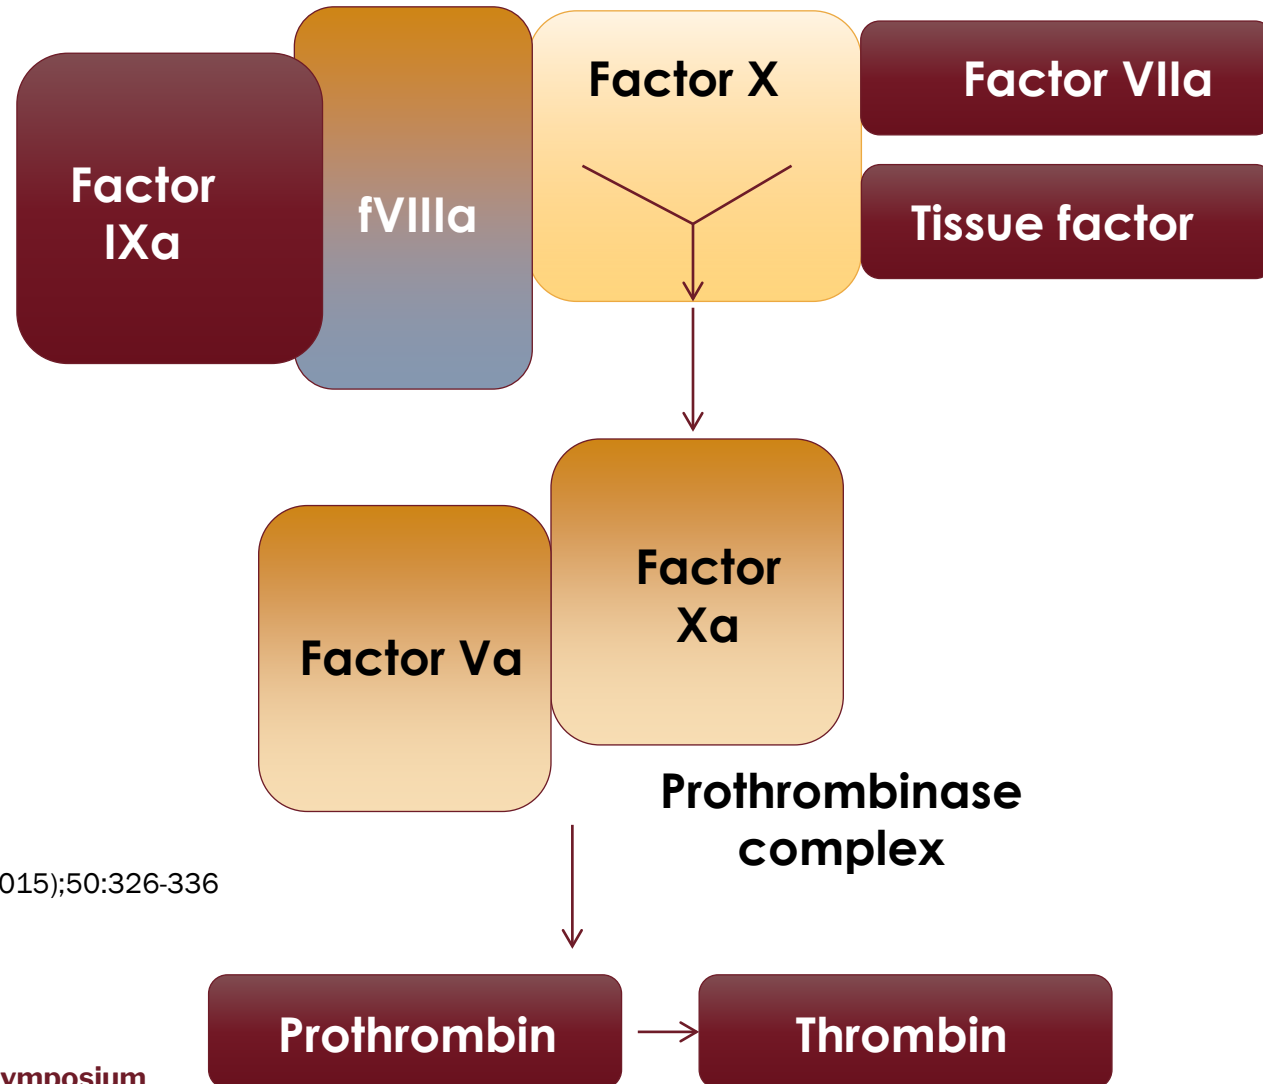 Factor X
Factor VIIa
Factor
IXa
fVIIIa
Tissue factor
Factor
Xa
Factor Va
Prothrombinase
complex
015);50:326-336
Prothrombin
Thrombin
ymposium